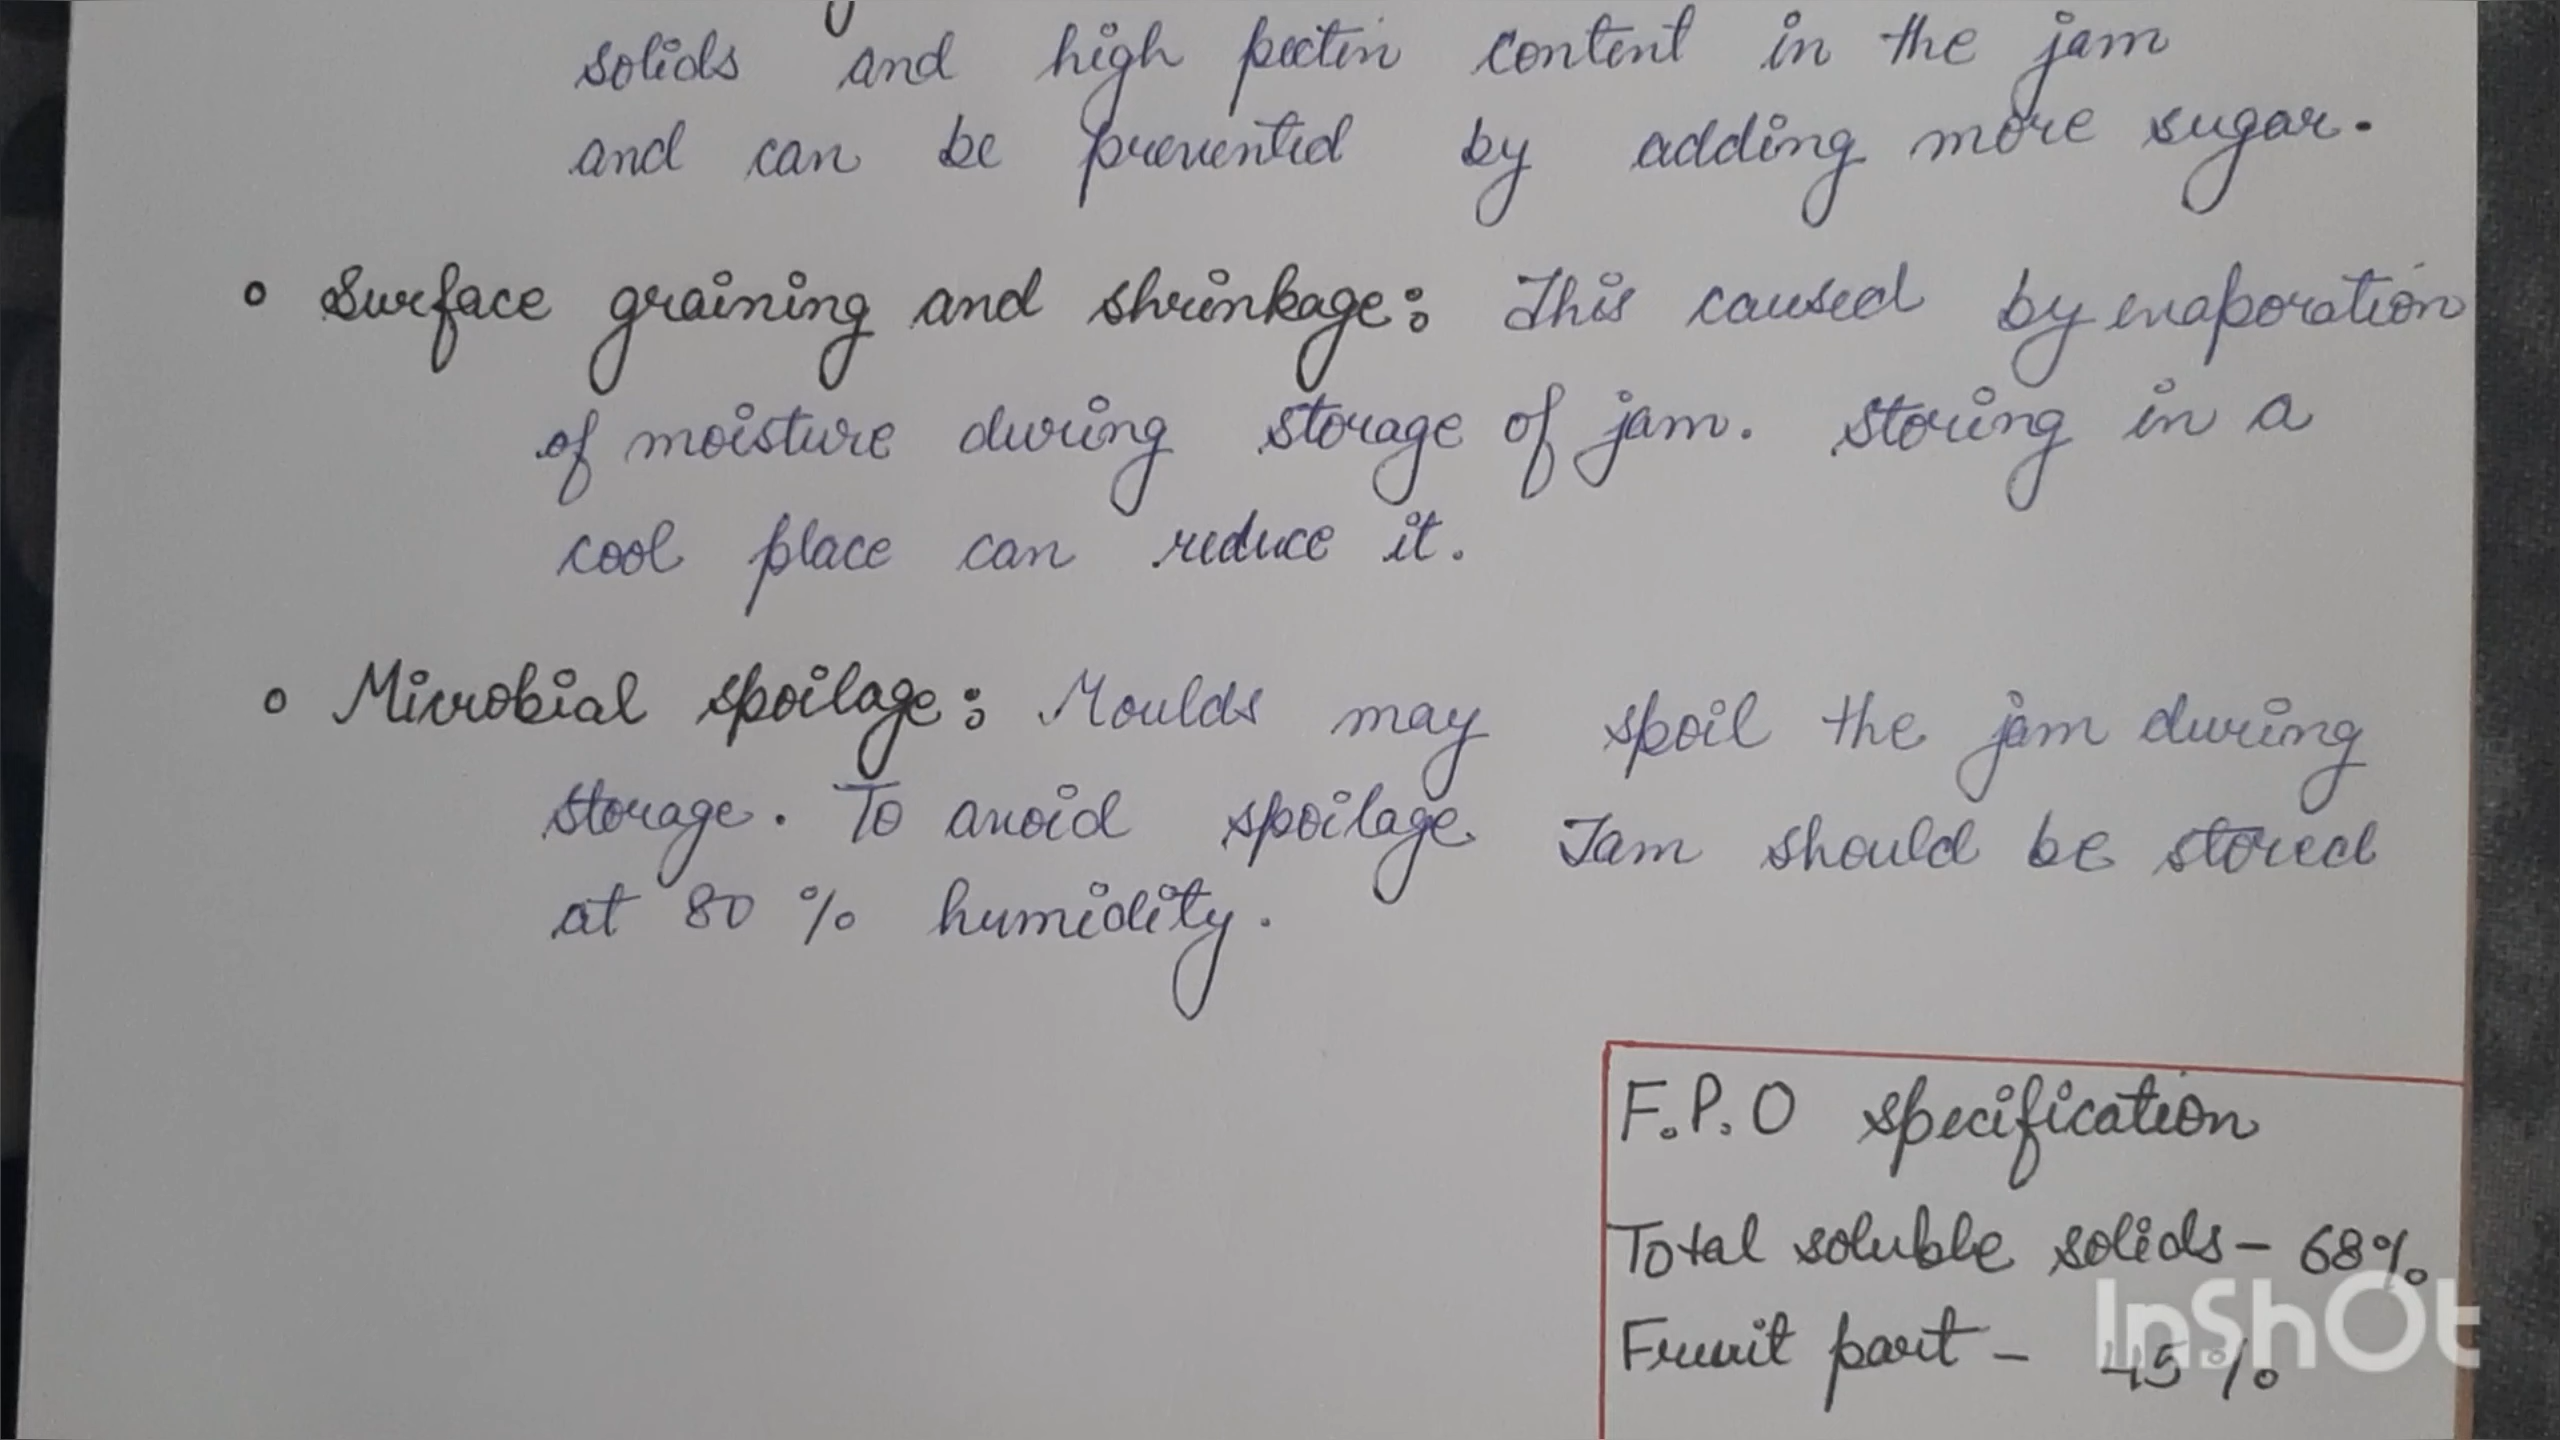 solids and high pectin content in the jam
and can be prevented by adding more sugar.
∘ Surface graining and shrinkage: This caused by evaporation
of moisture during storage of jam. Storing in a
cool place can reduce it.
∘ Microbial spoilage: Moulds may spoil the jam during
storage. To avoid spoilage Jam should be stored
at 80 % humidity.
F.P.O specification
Total soluble solids - 68%
Fruit part - 45 %
InShOt